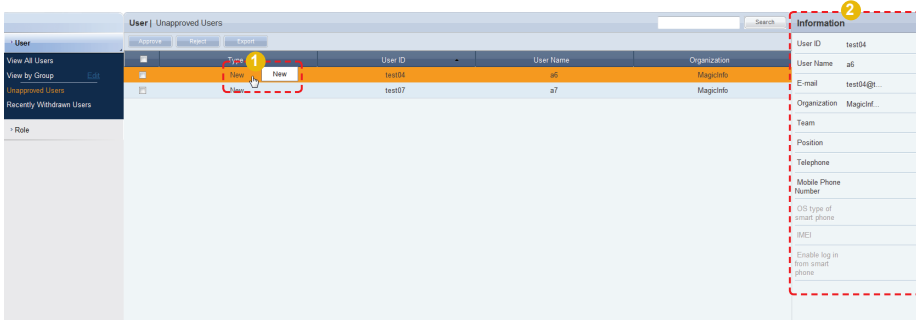 User | Unapproved Users
Search
2
Information
User
Approve
Reject
Export
View All Users
View by Group
Edit
Unapproved Users
Recently Withdrawn Users
Role
Type
1
User ID
User Name
Organization
New
New
test04
a6
MagicInfo
New
test07
a7
MagicInfo
User ID
test04
User Name
a6
E-mail
test04@t...
Organization
MagicInf...
Team
Position
Telephone
Mobile Phone
Number
OS type of
smart phone
IMEI
Enable log in
from smart
phone